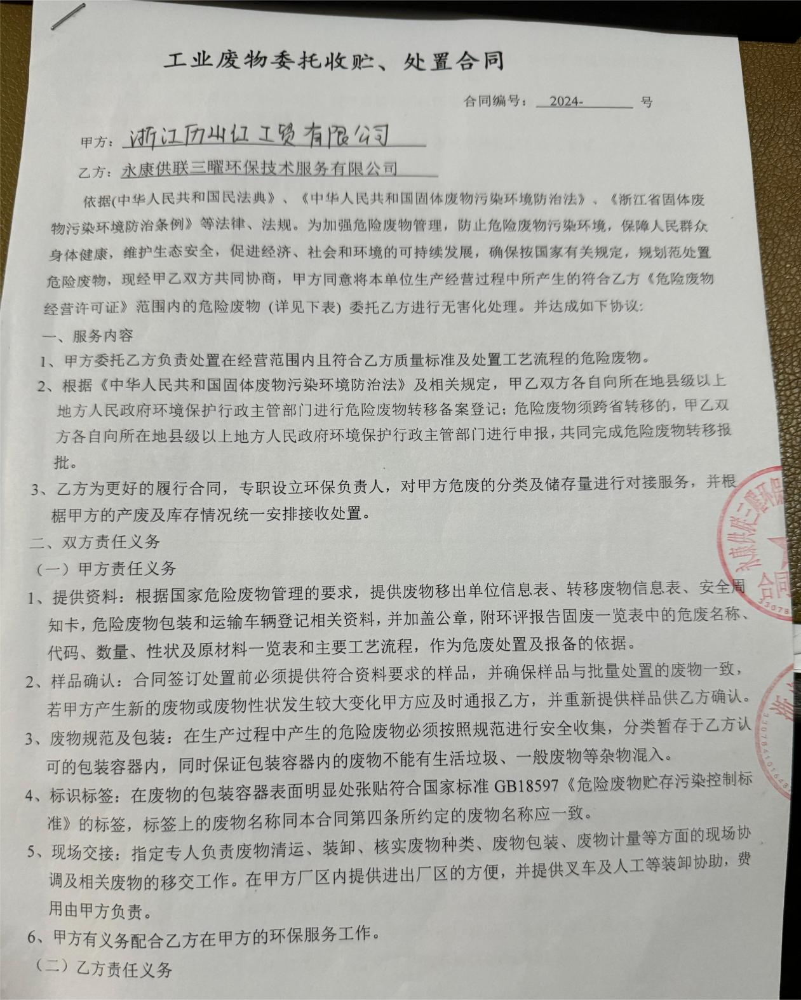 工业废物委托收贮、处置合同
合同编号：2024- 号
甲方：浙江历山红工贸有限公司
乙方：永康供联三曜环保技术服务有限公司
依据(中华人民共和国民法典》、《中华人民共和国固体废物污染环境防治法》、《浙江省固体废
物污染环境防治条例》等法律、法规。为加强危险废物管理，防止危险废物污染环境，保障人民群众
身体健康，维护生态安全，促进经济、社会和环境的可持续发展，确保按国家有关规定，规划范处置
危险废物，现经甲乙双方共同协商，甲方同意将本单位生产经营过程中所产生的符合乙方《危险废物
经营许可证》范围内的危险废物 (详见下表) 委托乙方进行无害化处理。并达成如下协议:
一、服务内容
1、甲方委托乙方负责处置在经营范围内且符合乙方质量标准及处置工艺流程的危险废物。
2、根据《中华人民共和国固体废物污染环境防治法》及相关规定，甲乙双方各自向所在地县级以上
地方人民政府环境保护行政主管部门进行危险废物转移备案登记；危险废物须跨省转移的，甲乙双
方各自向所在地县级以上地方人民政府环境保护行政主管部门进行申报，共同完成危险废物转移报
批。
3、乙方为更好的履行合同，专职设立环保负责人，对甲方危废的分类及储存量进行对接服务，并根
椐甲方的产废及库存情况统一安排接收处置。
二、双方责任义务
（一）甲方责任义务
1、提供资料：根据国家危险废物管理的要求，提供废物移出单位信息表、转移废物信息表、安全周
知卡，危险废物包装和运输车辆登记相关资料，并加盖公章，附环评报告固废一览表中的危废名称、
代码、数量、性状及原材料一览表和主要工艺流程，作为危废处置及报备的依据。
2、样品确认：合同签订处置前必须提供符合资料要求的样品，并确保样品与批量处置的废物一致，
若甲方产生新的废物或废物性状发生较大变化甲方应及时通报乙方，并重新提供样品供乙方确认。
3、废物规范及包装：在生产过程中产生的危险废物必须按照规范进行安全收集，分类暂存于乙方认
可的包装容器内，同时保证包装容器内的废物不能有生活垃圾、一般废物等杂物混入。
4、标识标签：在废物的包装容器表面明显处张贴符合国家标准 GB18597《危险废物贮存污染控制标
准》的标签，标签上的废物名称同本合同第四条所约定的废物名称应一致。
5、现场交接：指定专人负责废物清运、装卸、核实废物种类、废物包装、废物计量等方面的现场协
调及相关废物的移交工作。在甲方厂区内提供进出厂区的方便，并提供叉车及人工等装卸协助，费
用由甲方负责。
6、甲方有义务配合乙方在甲方的环保服务工作。
（二）乙方责任义务
永康供联三曜环保
合同
33078
浙